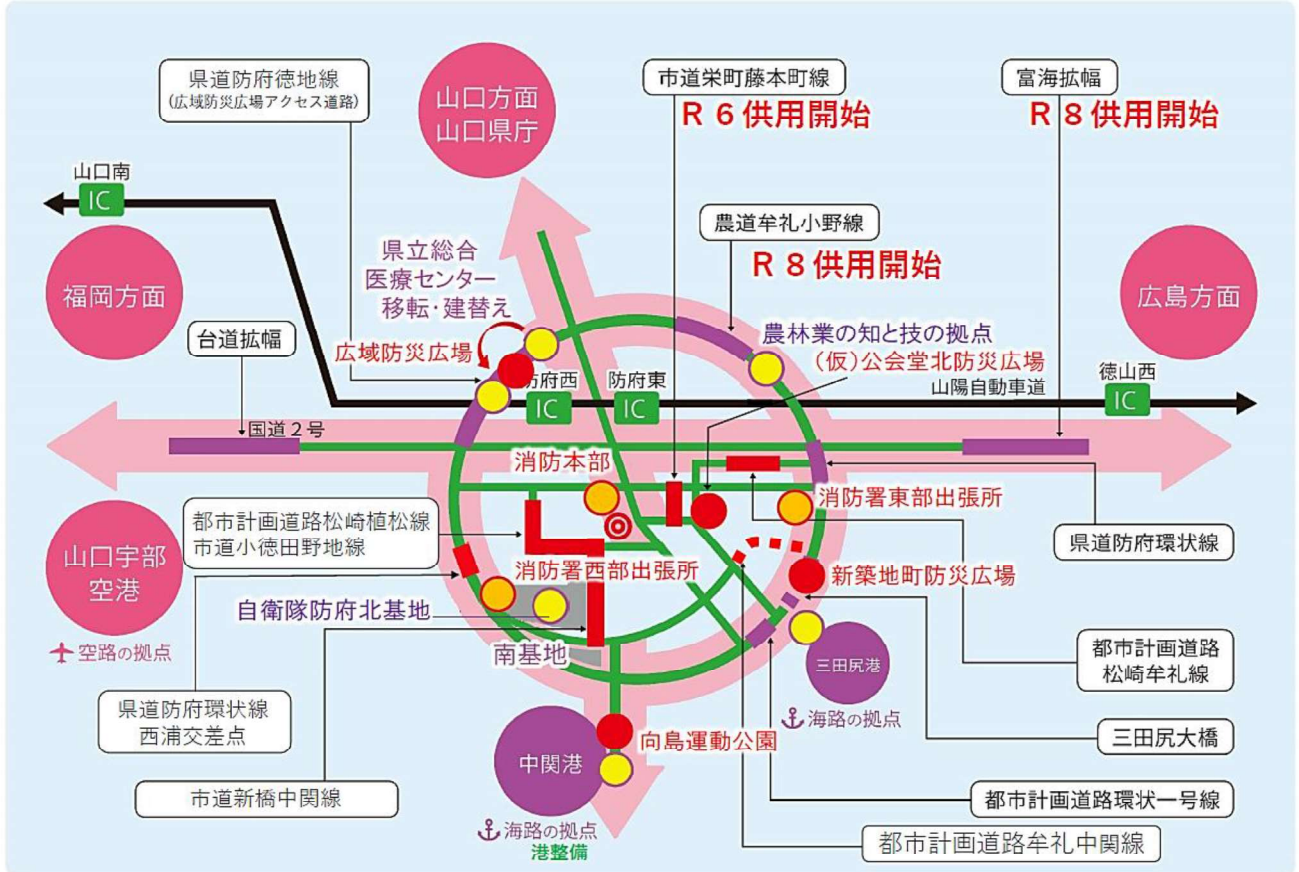 県道防府徳地線
(広域防災広場アクセス道路)
山口方面
山口県庁
市道栄町藤本町線
R6供用開始
富海拡幅
R8供用開始
山口南
IC
農道牟礼小野線
R8供用開始
県立総合
医療センター
移転・建替え
福岡方面
広島方面
台道拡幅
広域防災広場
農林業の知と技の拠点
(仮)公会堂北防災広場
防府西
IC
防府東
IC
山陽自動車道
徳山西
IC
国道2号
消防本部
消防署東部出張所
都市計画道路松崎植松線
市道小徳田野地線
県道防府環状線
山口宇部
空港
消防署西部出張所
新築地町防災広場
自衛隊防府北基地
空路の拠点
南基地
三田尻港
都市計画道路
松崎牟礼線
県道防府環状線
西浦交差点
海路の拠点
中関港
向島運動公園
三田尻大橋
市道新橋中関線
都市計画道路環状一号線
海路の拠点
港整備
都市計画道路牟礼中関線